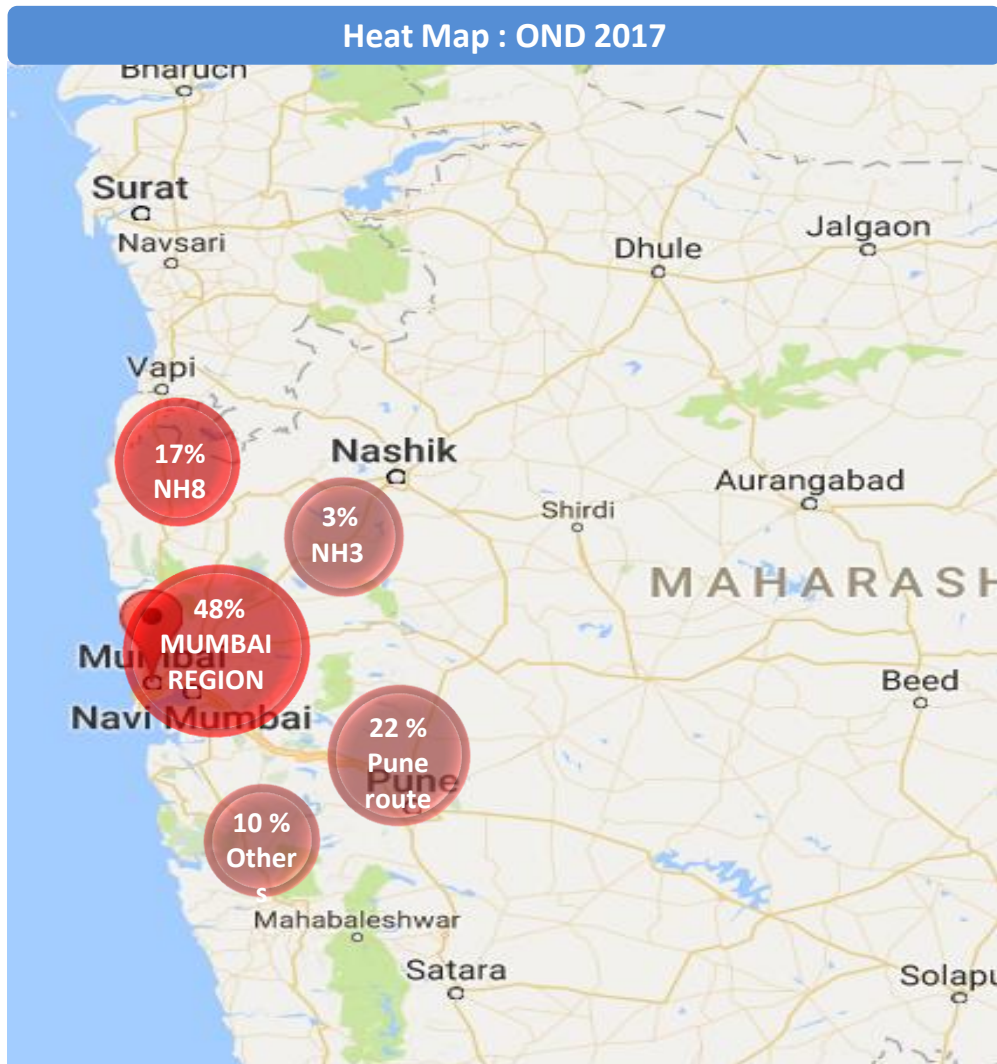 Heat Map : OND 2017
Bharuch
Surat
Navsari
Dhule
Jalgaon
Vapi
17%
NH8
Nashik
Aurangabad
3%
NH3
Shirdi
MAHARASH
48%
MUMBAI
REGION
Mumbai
Navi Mumbai
Beed
22 %
Pune
route
Pune
10 %
Other
s
Mahabaleshwar
Satara
Solapu